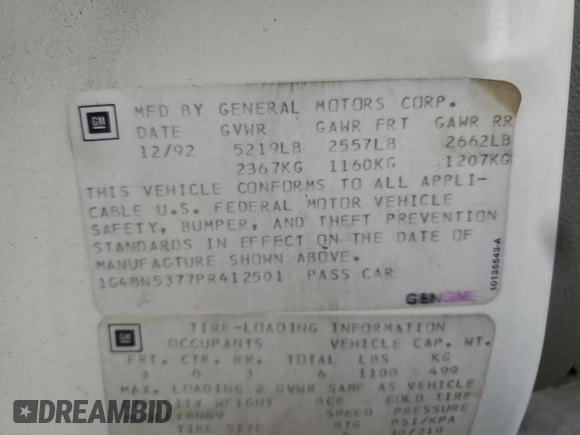 GM
MFD BY GENERAL MOTORS CORP.
DATE GVWR GAWR FRT GAWR RR
12/92 5219LB 2557LB 2662LB
2367KG 1160KG 1207KG
THIS VEHICLE CONFORMS TO ALL APPLI-
CABLE U.S. FEDERAL MOTOR VEHICLE
SAFETY, BUMPER, AND THEFT PREVENTION
STANDARDS IN EFFECT ON THE DATE OF
MANUFACTURE SHOWN ABOVE.
1G4BN5377PR412501 PASS CAR
10135543-A
GM
TIRE-LOADING INFORMATION
OCCUPANTS VEHICLE CAP. WT.
FRT. CTR. RR. TOTAL LBS KG
3 0 3 6 1100 499
MAX. LOADING & GVWR SAME AS VEHICLE
WEIGHT COLD TIRE
SPEED PRESSURE
TIRE SIZE RTG PSI/KPA
DREAMBID